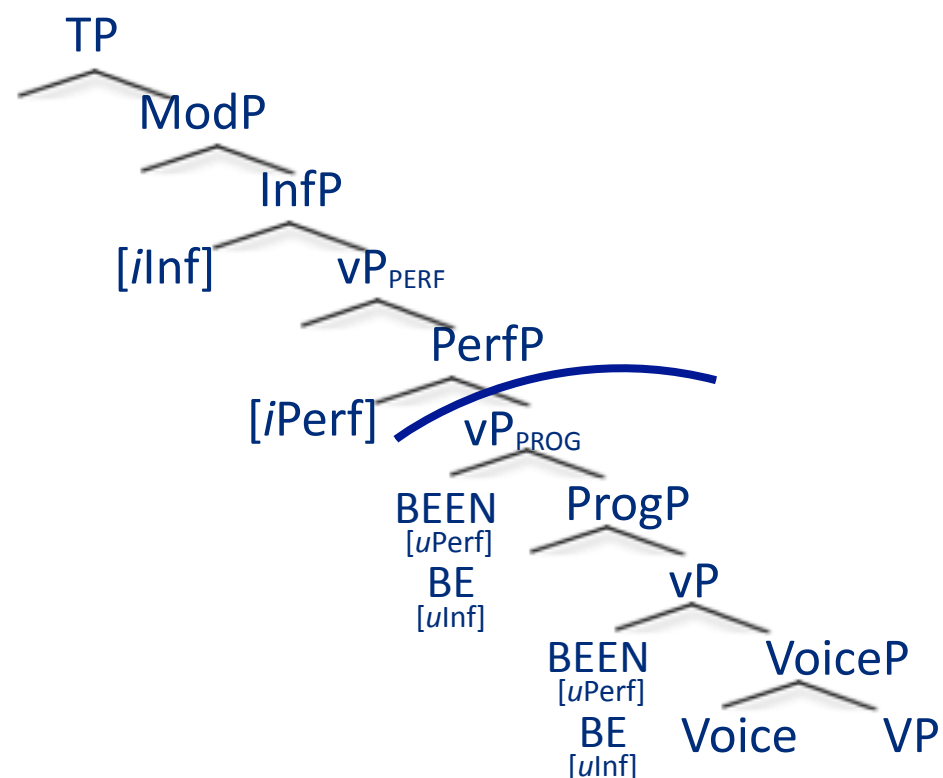 TP
ModP
InfP
[iInf]
vPPERF
PerfP
[iPerf]
vPPROG
BEEN
[uPerf]
BE
[uInf]
ProgP
vP
BEEN
[uPerf]
BE
[uInf]
VoiceP
Voice
VP